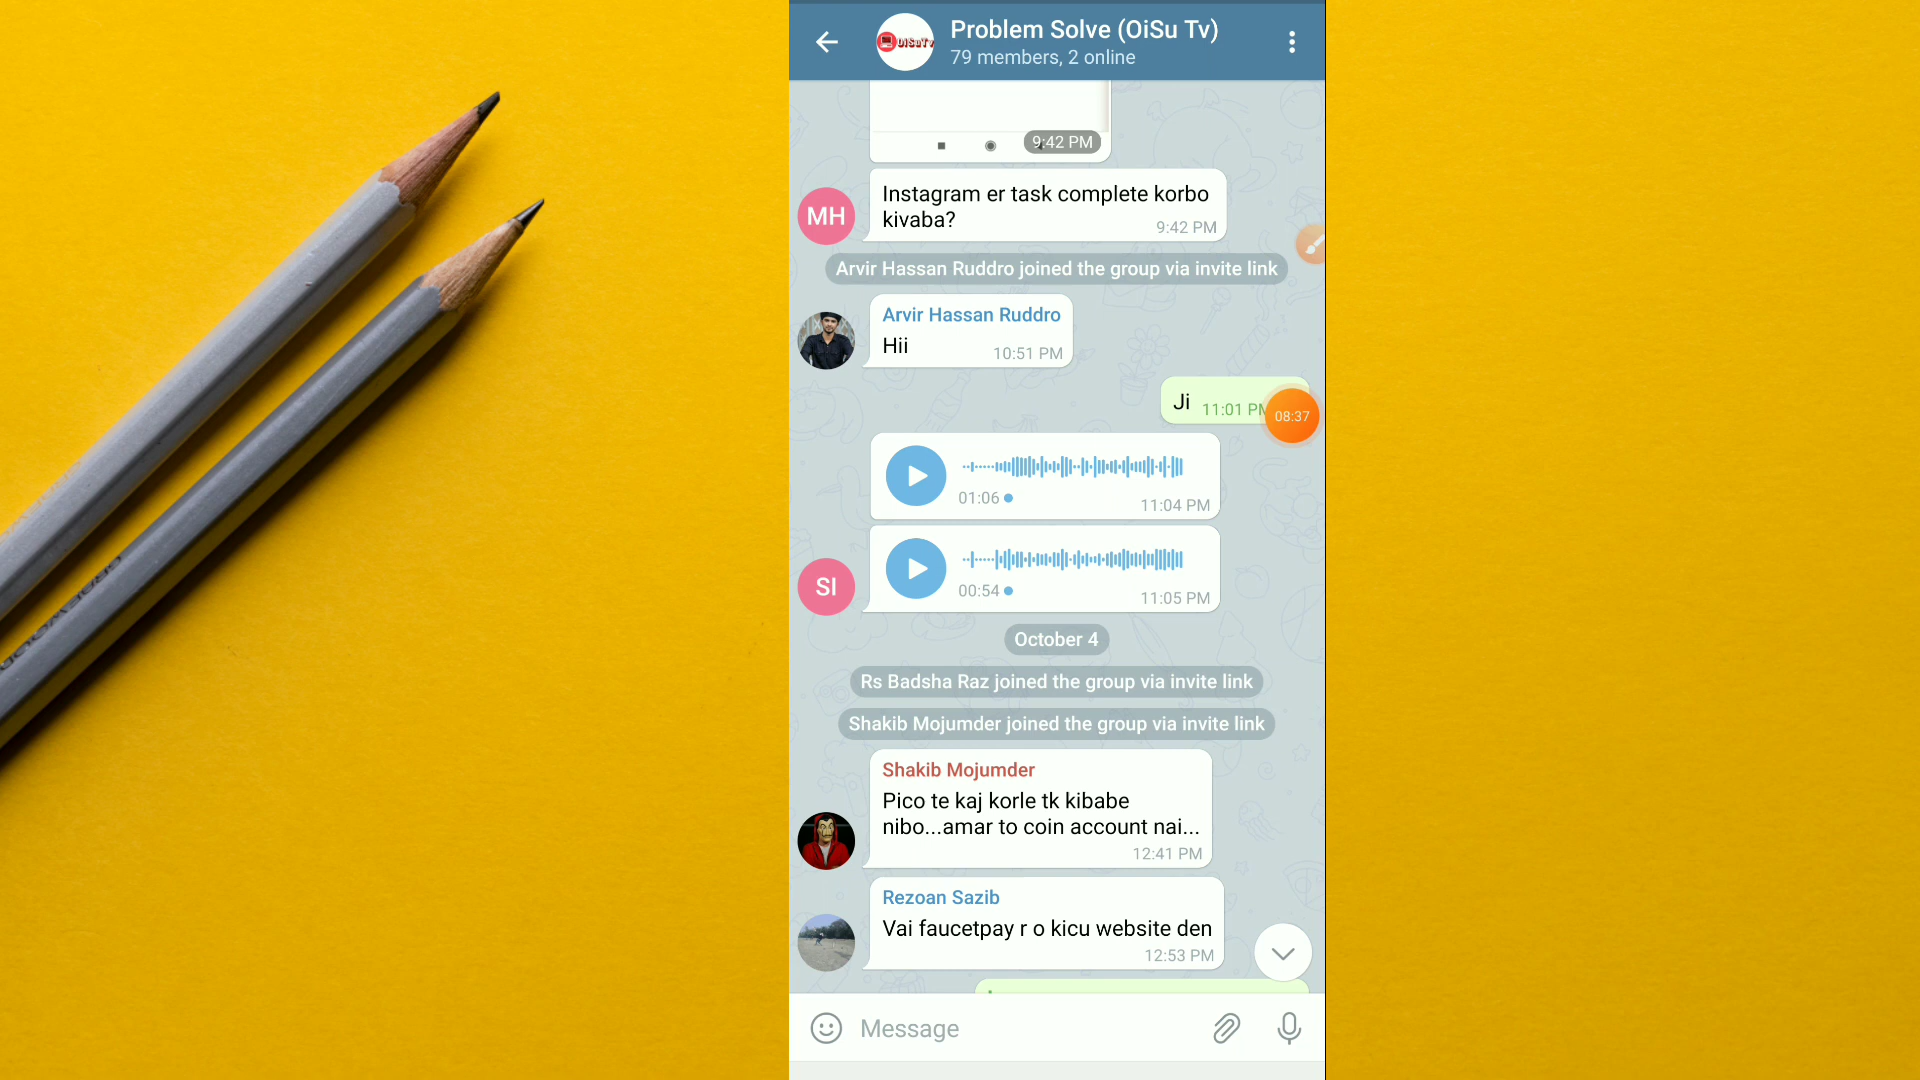 Problem Solve (OiSu Tv)
79 members, 2 online
OiSuTv
9:42 PM
Instagram er task complete korbo
kivaba?
9:42 PM
MH
Arvir Hassan Ruddro joined the group via invite link
Arvir Hassan Ruddro
Hii
10:51 PM
Ji 11:01 PM
08:37
01:06
11:04 PM
00:54
11:05 PM
SI
October 4
Rs Badsha Raz joined the group via invite link
Shakib Mojumder joined the group via invite link
Shakib Mojumder
Pico te kaj korle tk kibabe
nibo...amar to coin account nai...
12:41 PM
Rezoan Sazib
Vai faucetpay r o kicu website den
12:53 PM
Message